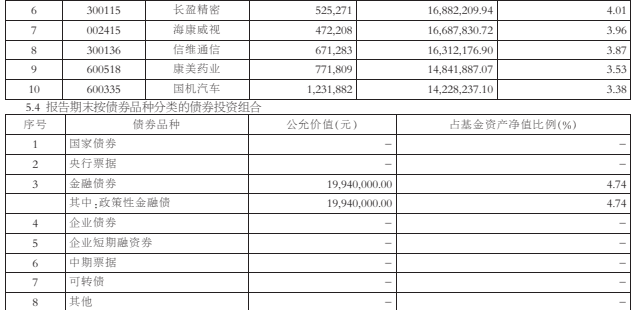 6 300115 长盈精密 525,271 16,882,209.94 4.01
7 002415 海康威视 472,208 16,687,830.72 3.96
8 300136 信维通信 671,283 16,312,176.90 3.87
9 600518 康美药业 771,809 14,841,887.07 3.53
10 600335 国机汽车 1,231,882 14,228,237.10 3.38
5.4 报告期末按债券品种分类的债券投资组合
序号 债券品种 公允价值(元) 占基金资产净值比例(%)
1 国家债券 – –
2 央行票据 – –
3 金融债券 19,940,000.00 4.74
其中:政策性金融债 19,940,000.00 4.74
4 企业债券 – –
5 企业短期融资券 – –
6 中期票据 – –
7 可转债 – –
8 其他 – –